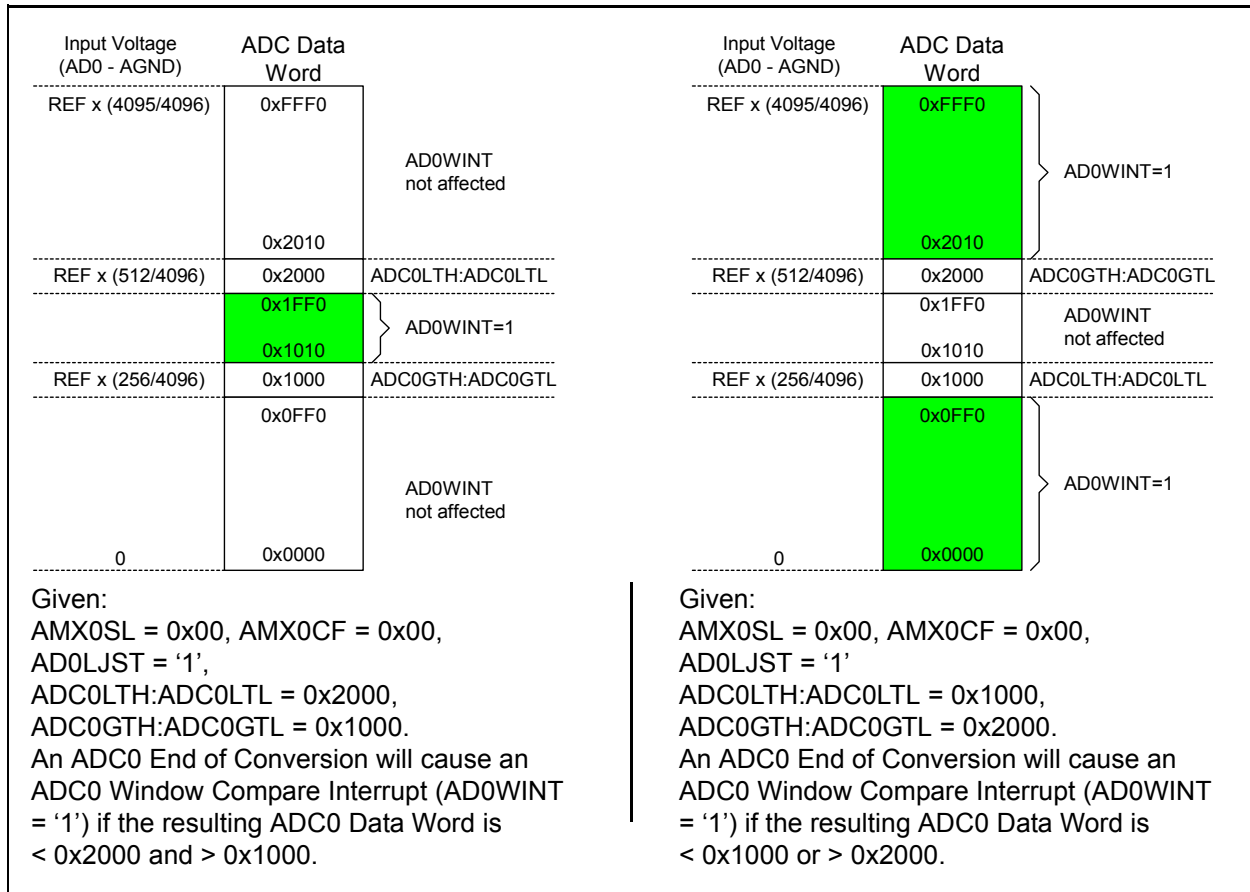 Input Voltage
(AD0 - AGND)
ADC Data
Word
REF x (4095/4096)
0xFFF0
AD0WINT
not affected
0x2010
REF x (512/4096)
0x2000
ADC0LTH:ADC0LTL
0x1FF0
AD0WINT=1
0x1010
REF x (256/4096)
0x1000
ADC0GTH:ADC0GTL
0x0FF0
AD0WINT
not affected
0
0x0000
Given:
AMX0SL = 0x00, AMX0CF = 0x00,
AD0LJST = ‘1’,
ADC0LTH:ADC0LTL = 0x2000,
ADC0GTH:ADC0GTL = 0x1000.
An ADC0 End of Conversion will cause an
ADC0 Window Compare Interrupt (AD0WINT
= ‘1’) if the resulting ADC0 Data Word is
< 0x2000 and > 0x1000.
Input Voltage
(AD0 - AGND)
ADC Data
Word
REF x (4095/4096)
0xFFF0
AD0WINT=1
0x2010
REF x (512/4096)
0x2000
ADC0GTH:ADC0GTL
0x1FF0
AD0WINT
not affected
0x1010
REF x (256/4096)
0x1000
ADC0LTH:ADC0LTL
0x0FF0
AD0WINT=1
0
0x0000
Given:
AMX0SL = 0x00, AMX0CF = 0x00,
AD0LJST = ‘1’
ADC0LTH:ADC0LTL = 0x1000,
ADC0GTH:ADC0GTL = 0x2000.
An ADC0 End of Conversion will cause an
ADC0 Window Compare Interrupt (AD0WINT
= ‘1’) if the resulting ADC0 Data Word is
< 0x1000 or > 0x2000.